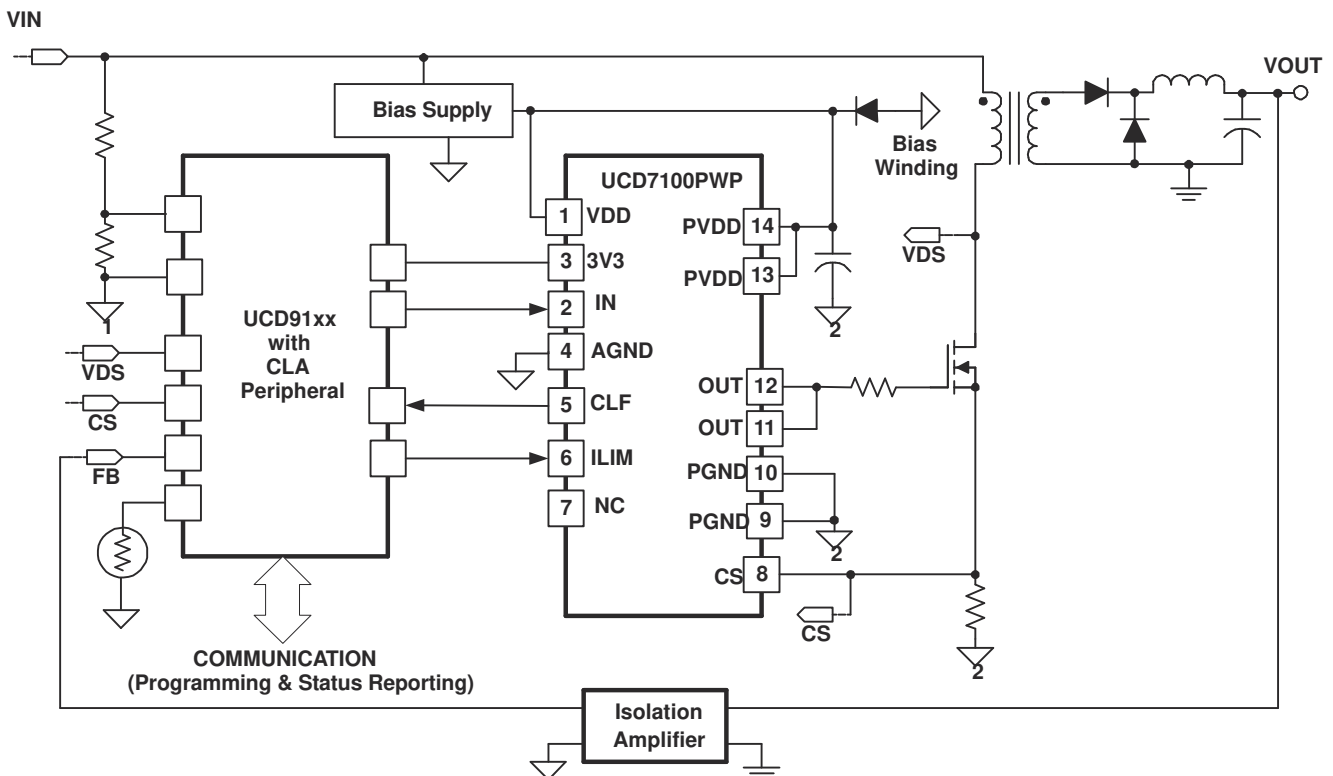 VIN
VOUT
Bias Supply
Bias
Winding
UCD7100PWP
1 VDD
PVDD 14
VDS
3 3V3
PVDD 13
2 IN
2
1
UCD91xx
with
CLA
Peripheral
4 AGND
VDS
OUT 12
CS
5 CLF
OUT 11
FB
6 ILIM
PGND 10
7 NC
PGND 9
2
CS 8
CS
2
COMMUNICATION
(Programming & Status Reporting)
Isolation
Amplifier